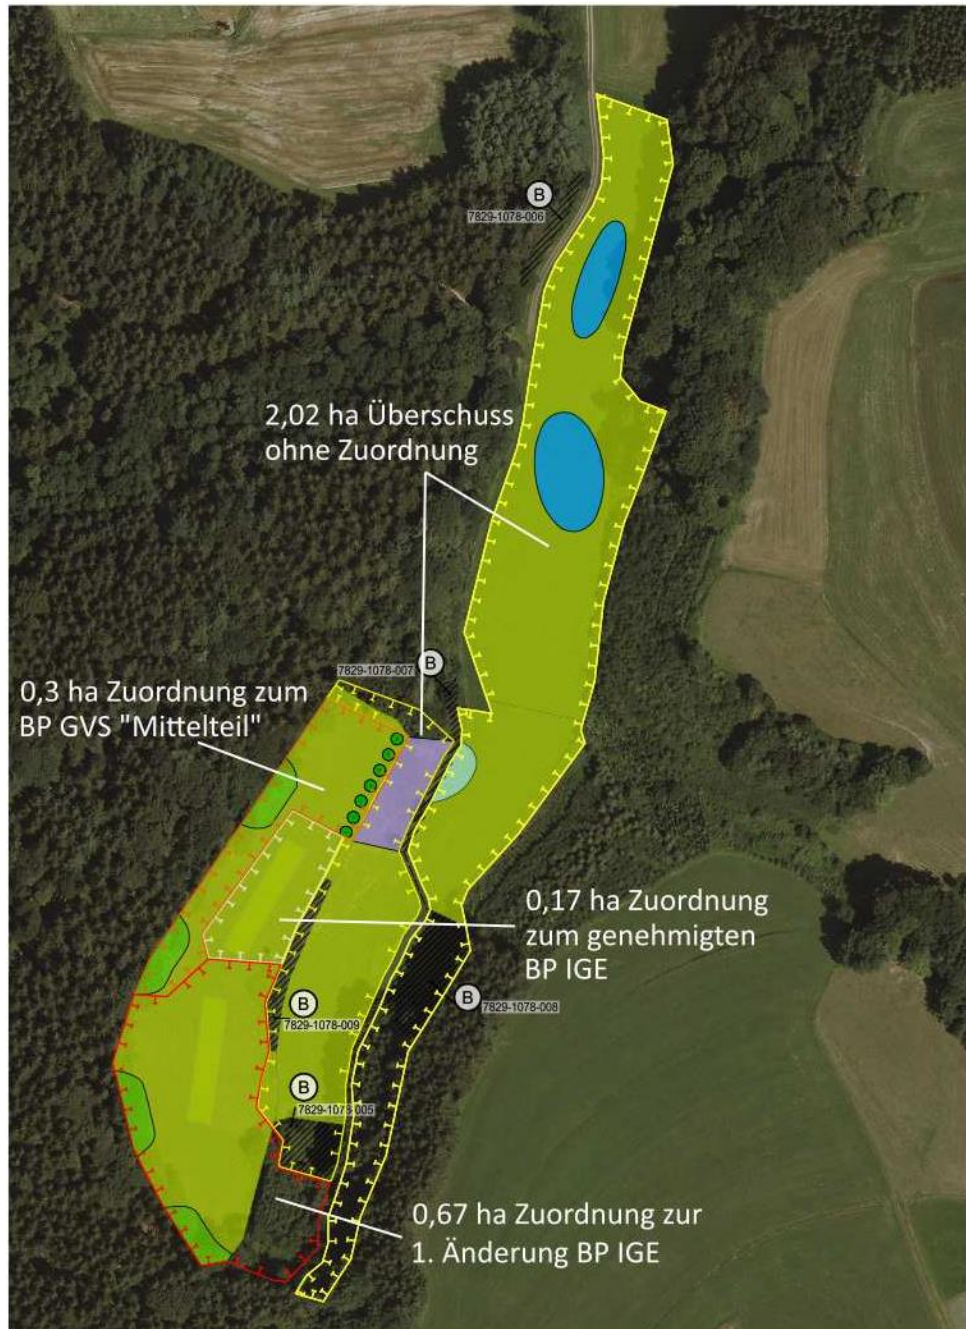 B
7829-1078-006
2,02 ha Überschuss
ohne Zuordnung
7829-1078-007
B
0,3 ha Zuordnung zum
BP GVS "Mittelteil"
0,17 ha Zuordnung
zum genehmigten
BP IGE
B
7829-1078-009
B
7829-1078-008
B
7829-1078-005
0,67 ha Zuordnung zur
1. Änderung BP IGE